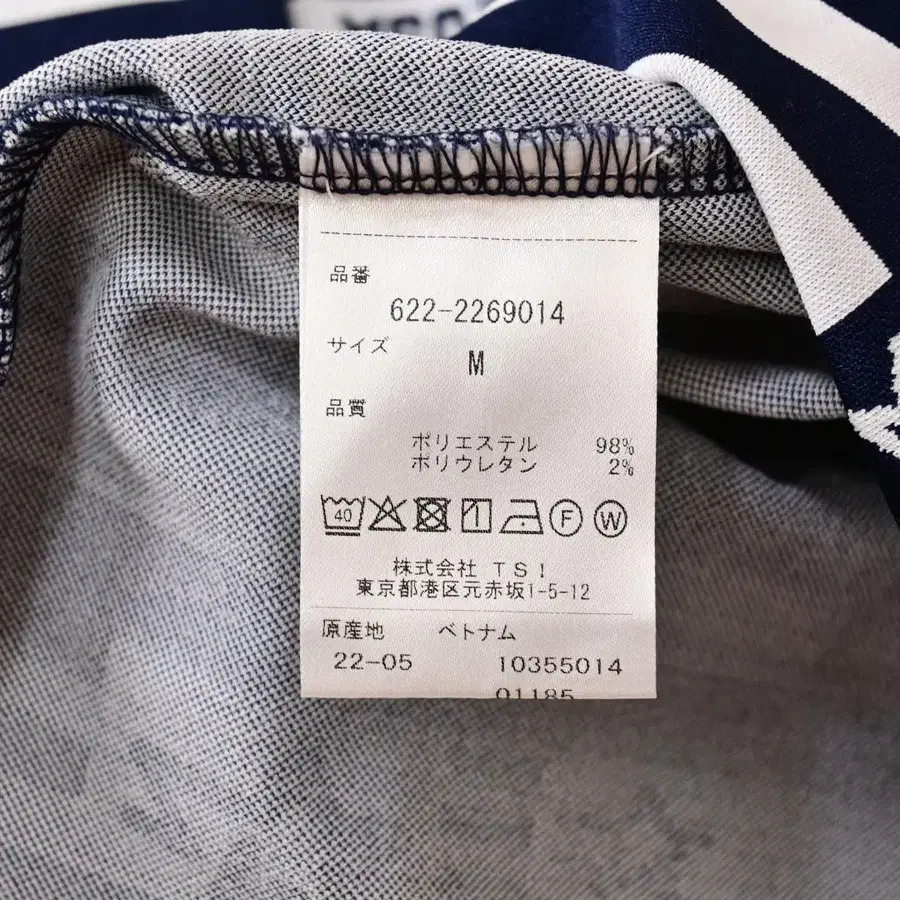 品番
622-2269014
サイズ
M
品質
ポリエステル 98%
ポリウレタン 2%
40
F W
株式会社 TSI
東京都港区元赤坂1-5-12
原産地 ベトナム
22-05 10355014
01185